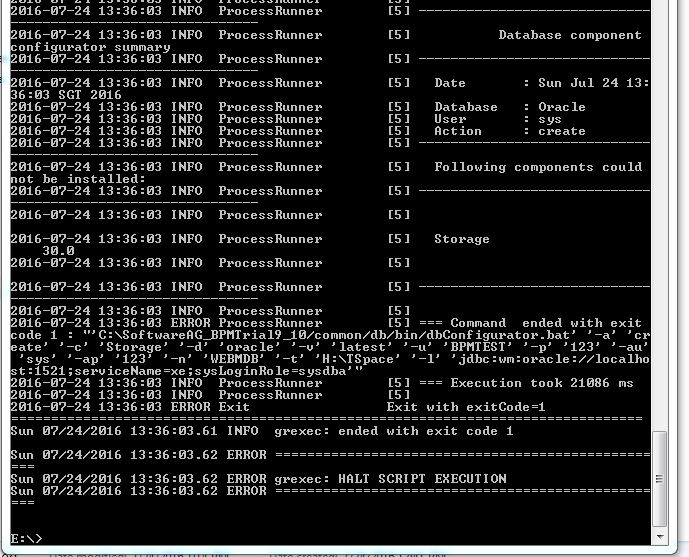 2016-07-24 13:36:03 INFO  ProcessRunner        [5] -----------------------------
-------------------------------
2016-07-24 13:36:03 INFO  ProcessRunner        [5]         Database component
configurator summary
2016-07-24 13:36:03 INFO  ProcessRunner        [5] -----------------------------
-------------------------------
2016-07-24 13:36:03 INFO  ProcessRunner        [5]   Date       : Sun Jul 24 13:
36:03 SGT 2016
2016-07-24 13:36:03 INFO  ProcessRunner        [5]   Database   : Oracle
2016-07-24 13:36:03 INFO  ProcessRunner        [5]   User       : sys
2016-07-24 13:36:03 INFO  ProcessRunner        [5]   Action     : create
2016-07-24 13:36:03 INFO  ProcessRunner        [5] -----------------------------
-------------------------------
2016-07-24 13:36:03 INFO  ProcessRunner        [5]   Following components could
not be installed:
2016-07-24 13:36:03 INFO  ProcessRunner        [5] -----------------------------
-------------------------------
2016-07-24 13:36:03 INFO  ProcessRunner        [5]
2016-07-24 13:36:03 INFO  ProcessRunner        [5]   Storage
    30.0
2016-07-24 13:36:03 INFO  ProcessRunner        [5]
2016-07-24 13:36:03 INFO  ProcessRunner        [5] -----------------------------
-------------------------------
2016-07-24 13:36:03 INFO  ProcessRunner        [5]
2016-07-24 13:36:03 ERROR ProcessRunner        [5] === Command  ended with exit
code 1 : "'C:\SoftwareAG_BPMTrial9_10/common/db/bin/dbConfigurator.bat' '-a' 'cr
eate' '-c' 'Storage' '-d' 'oracle' '-v' 'latest' '-u' 'BPMTEST' '-p' '123' '-au'
 'sys' '-ap' '123' '-n' 'WEBMDB' '-t' 'H:\TSpace' '-l' 'jdbc:wm:oracle://localho
st:1521;serviceName=xe;sysLoginRole=sysdba'"
2016-07-24 13:36:03 INFO  ProcessRunner        [5] === Execution took 21086 ms
2016-07-24 13:36:03 INFO  ProcessRunner        [5]
2016-07-24 13:36:03 ERROR Exit                 Exit with exitCode=1
===============================================================================
Sun 07/24/2016 13:36:03.61 INFO  grexec: ended with exit code 1
Sun 07/24/2016 13:36:03.62 ERROR ===============================================
===
Sun 07/24/2016 13:36:03.62 ERROR grexec: HALT SCRIPT EXECUTION
Sun 07/24/2016 13:36:03.62 ERROR ===============================================
===
E:\>